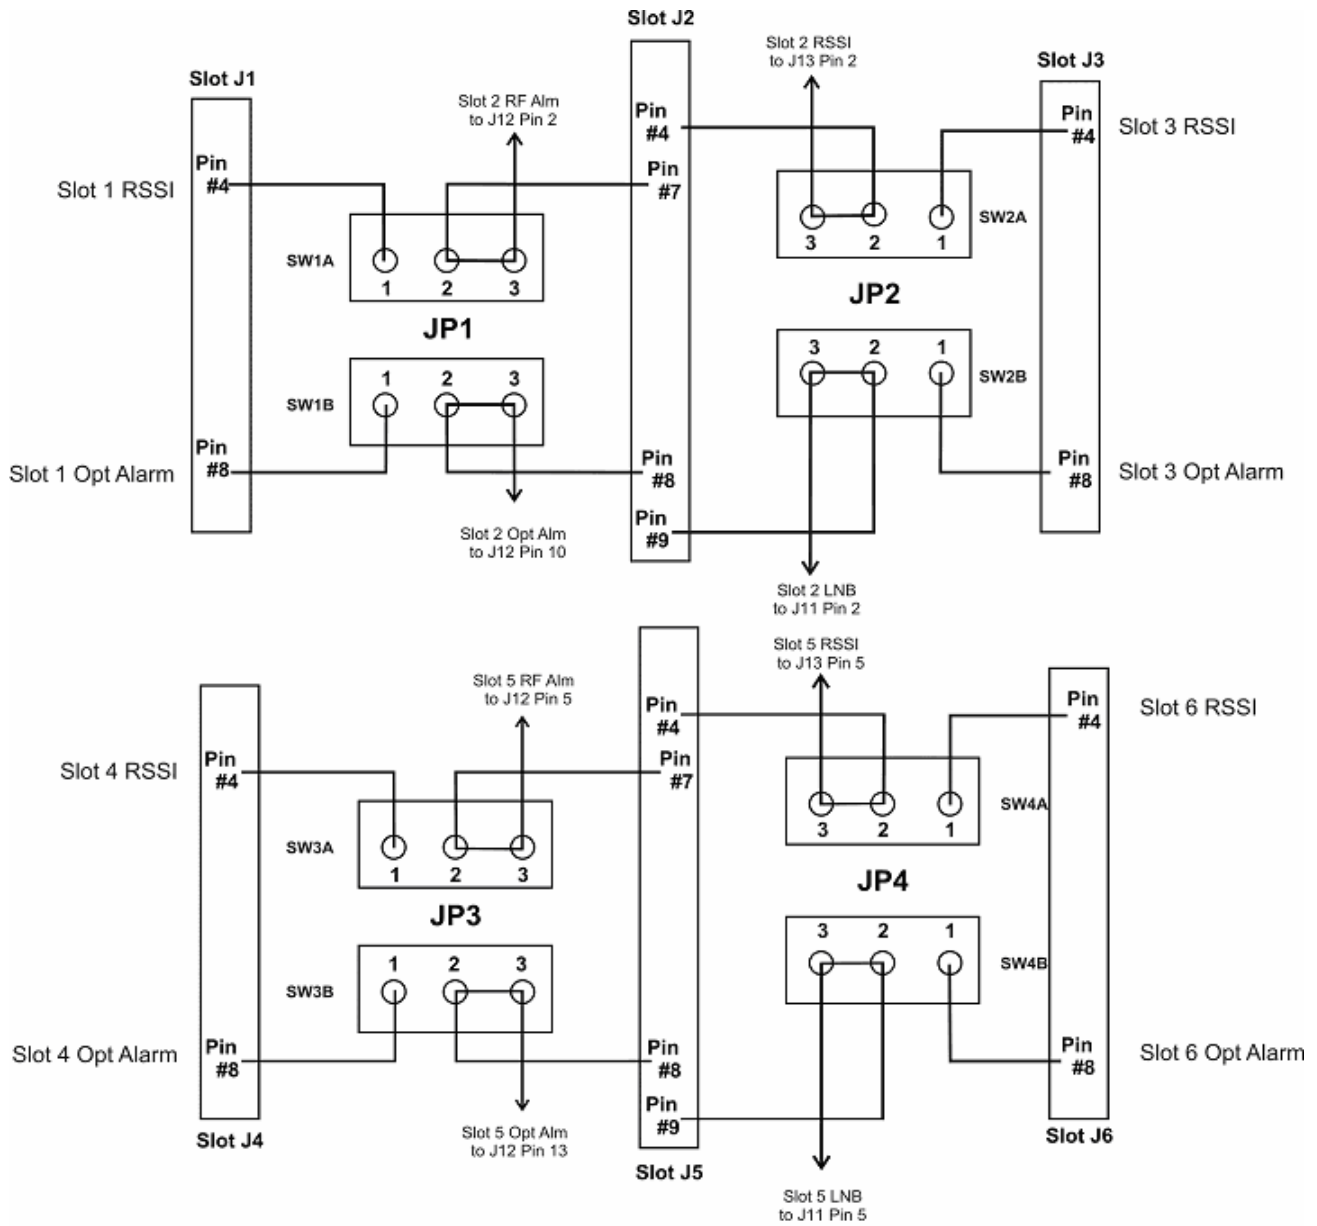 Slot J2
Slot 2 RSSI
to J13 Pin 2
Slot J3
Slot J1
Slot 2 RF Alm
to J12 Pin 2
Pin
#4
Pin
#4
Slot 3 RSSI
Pin
#4
Slot 1 RSSI
Pin
#7
SW2A
3 2 1
SW1A
1 2 3
JP2
JP1
3 2 1
SW2B
1 2 3
SW1B
Pin
#8
Slot 1 Opt Alarm
Pin
#8
Pin
#8
Slot 3 Opt Alarm
Pin
#9
Slot 2 Opt Alm
to J12 Pin 10
Slot 2 LNB
to J11 Pin 2
Slot 5 RSSI
to J13 Pin 5
Slot 5 RF Alm
to J12 Pin 5
Pin
#4
Pin
#4
Slot 6 RSSI
Slot 4 RSSI
Pin
#4
Pin
#7
SW4A
3 2 1
SW3A
1 2 3
JP4
JP3
3 2 1
SW4B
1 2 3
SW3B
Slot 4 Opt Alarm
Pin
#8
Pin
#8
Pin
#8
Slot 6 Opt Alarm
Pin
#9
Slot J4
Slot 5 Opt Alm
to J12 Pin 13
Slot J6
Slot J5
Slot 5 LNB
to J11 Pin 5